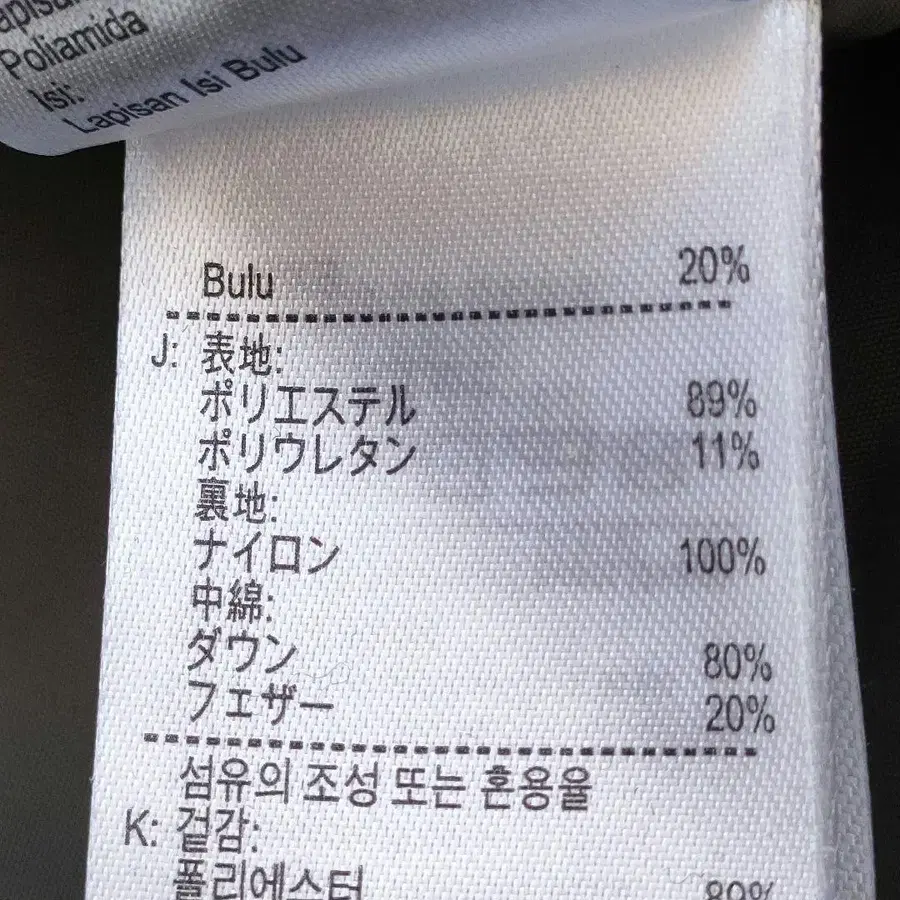 Poliamida
Isi:
Lapisan Isi Bulu
Bulu 20%
J: 表地:
ポリエステル 89%
ポリウレタン 11%
裏地:
ナイロン 100%
中綿:
ダウン 80%
フェザー 20%
섬유의 조성 또는 혼용율
K: 겉감:
폴리에스터 89%